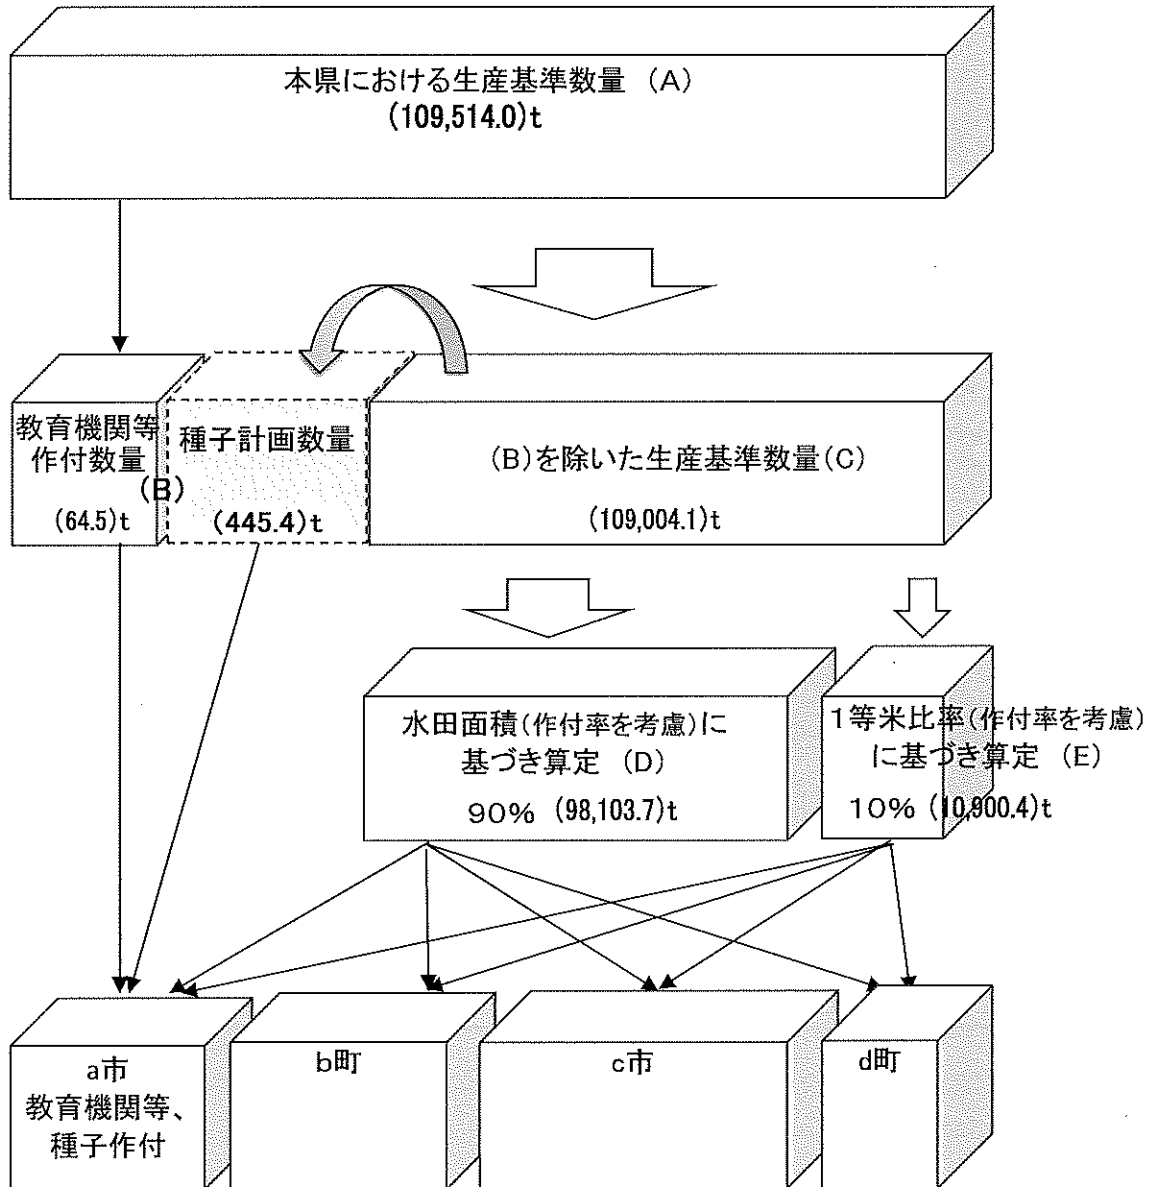 本県における生産基準数量 (A)
(109,514.0)t
教育機関等
作付数量
(B)
(64.5)t
種子計画数量
(445.4)t
(B)を除いた生産基準数量(C)
(109,004.1)t
水田面積(作付率を考慮)に
基づき算定 (D)
90% (98,103.7)t
1等米比率(作付率を考慮)
に基づき算定 (E)
10% (10,900.4)t
a市
教育機関等、
種子作付
b町
c市
d町